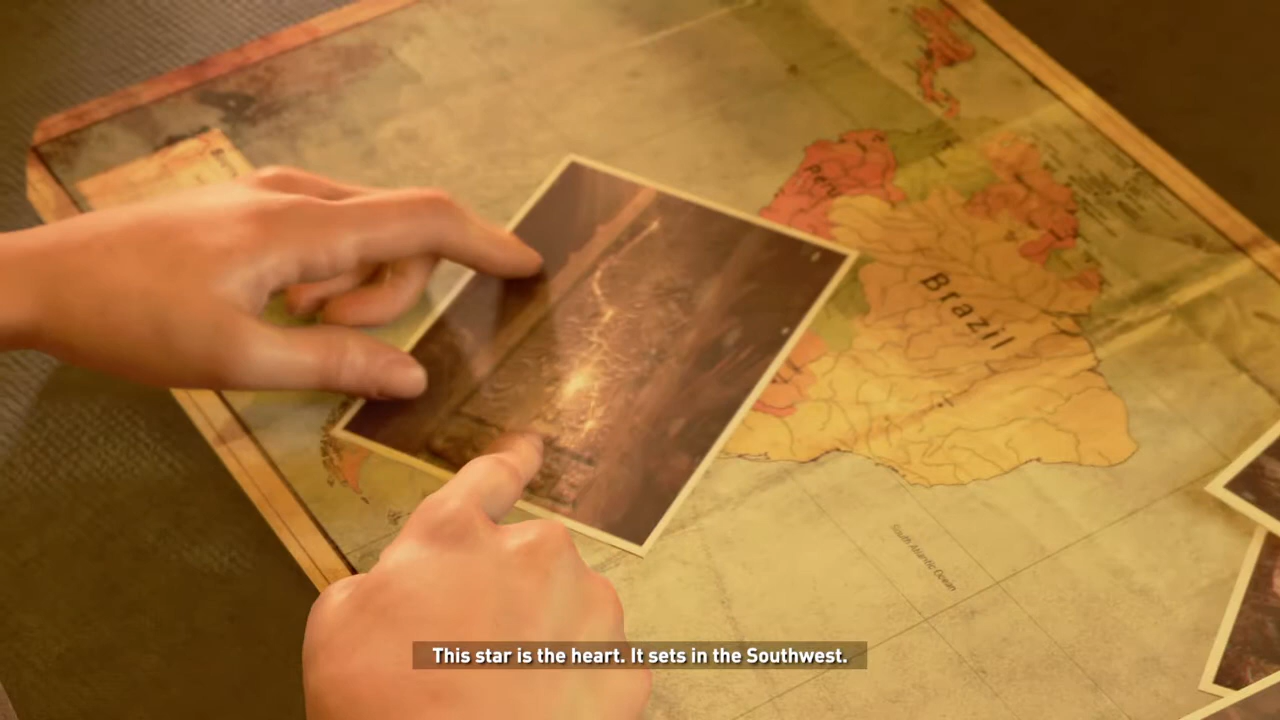 Peru
Brazil
South Atlantic Ocean
This star is the heart. It sets in the Southwest.